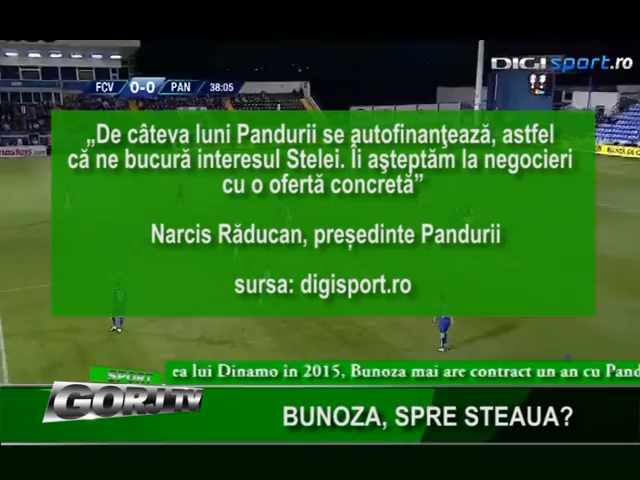 DIGISport.ro
FCV 0-0 PAN 38:05
„De câteva luni Pandurii se autofinanţează, astfel
că ne bucură interesul Stelei. Îi aşteptăm la negocieri
cu o ofertă concretă”
Narcis Răducan, președinte Pandurii
sursa: digisport.ro
SPORT
ea lui Dinamo în 2015, Bunoza mai are contract un an cu Pand
GORJ TV
BUNOZA, SPRE STEAUA?